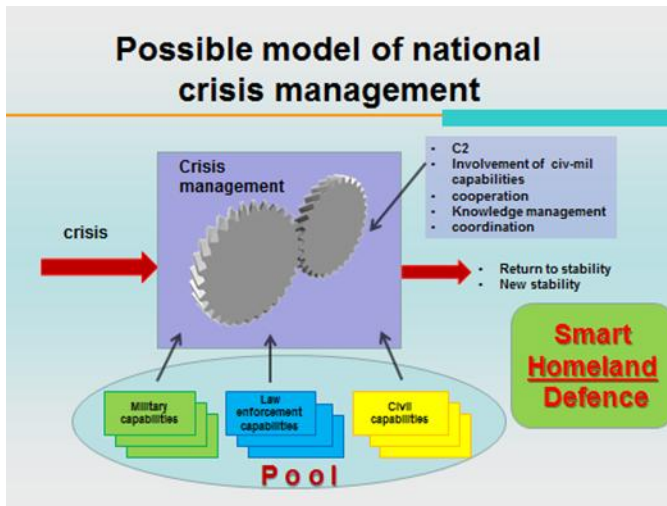 Possible model of national
crisis management
Crisis
management
• C2
• Involvement of civ-mil
capabilities
• cooperation
• Knowledge management
• coordination
crisis
• Return to stability
• New stability
Smart
Homeland
Defence
Military
capabilities
Law
enforcement
capabilities
Civil
capabilities
Pool